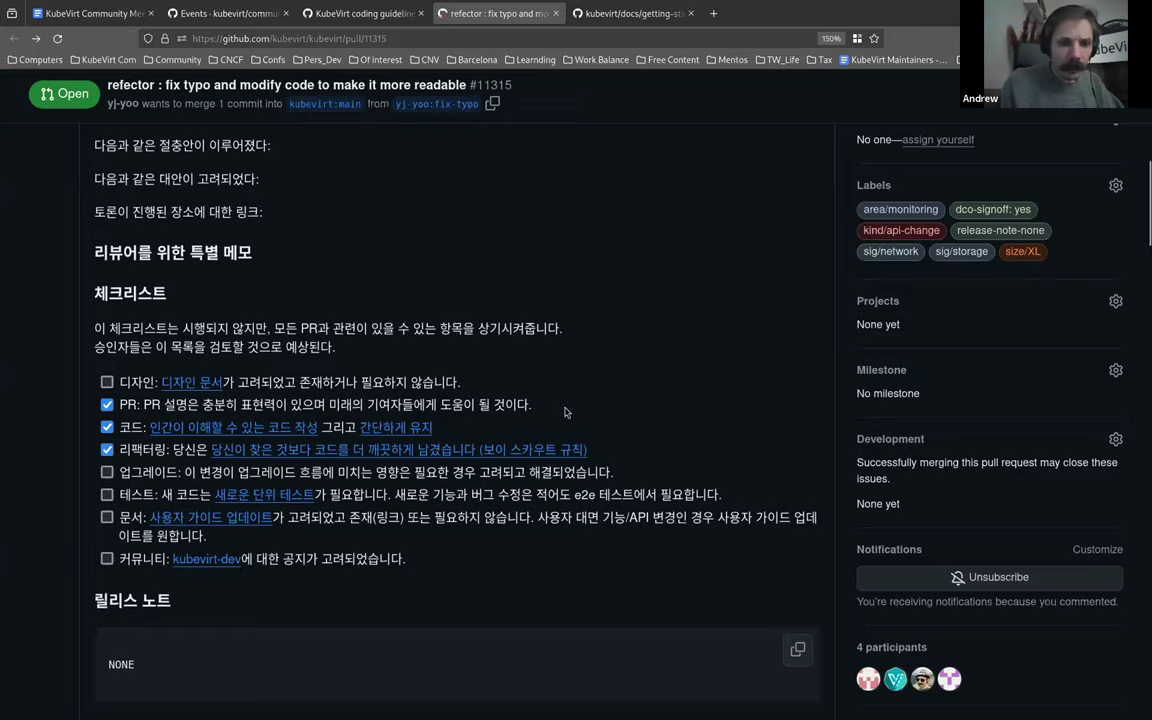 KubeVirt Community Mee
Events · kubevirt/commu
KubeVirt coding guideline
refactor : fix typo and mo
kubevirt/docs/getting-sta
https://github.com/kubevirt/kubevirt/pull/11315
150%
Computers
KubeVirt Com
Community
CNCF
Confs
Pers_Dev
Of interest
CNV
Barcelona
Learnding
Work Balance
Free Content
Mentos
TW_Life
Tax
KubeVirt Maintainers -...
Andrew
Open
refactor : fix typo and modify code to make it more readable #11315
yj-yoo wants to merge 1 commit into kubevirt:main from yj-yoo:fix-typo
다음과 같은 절충안이 이루어졌다:
다음과 같은 대안이 고려되었다:
토론이 진행된 장소에 대한 링크:
리뷰어를 위한 특별 메모
체크리스트
이 체크리스트는 시행되지 않지만, 모든 PR과 관련이 있을 수 있는 항목을 상기시켜줍니다.
승인자들은 이 목록을 검토할 것으로 예상된다.
디자인: 디자인 문서가 고려되었고 존재하거나 필요하지 않습니다.
PR: PR 설명은 충분히 표현력이 있으며 미래의 기여자들에게 도움이 될 것이다.
코드: 인간이 이해할 수 있는 코드 작성 그리고 간단하게 유지
리팩터링: 당신은 당신이 찾은 것보다 코드를 더 깨끗하게 남겼습니다 (보이 스카우트 규칙)
업그레이드: 이 변경이 업그레이드 흐름에 미치는 영향은 필요한 경우 고려되고 해결되었습니다.
테스트: 새 코드는 새로운 단위 테스트가 필요합니다. 새로운 기능과 버그 수정은 적어도 e2e 테스트에서 필요합니다.
문서: 사용자 가이드 업데이트가 고려되었고 존재(링크) 또는 필요하지 않습니다. 사용자 대면 기능/API 변경인 경우 사용자 가이드 업데
이트를 원합니다.
커뮤니티: kubevirt-dev에 대한 공지가 고려되었습니다.
릴리스 노트
NONE
No one—assign yourself
Labels
area/monitoring
dco-signoff: yes
kind/api-change
release-note-none
sig/network
sig/storage
size/XL
Projects
None yet
Milestone
No milestone
Development
Successfully merging this pull request may close these
issues.
None yet
Notifications
Customize
Unsubscribe
You're receiving notifications because you commented.
4 participants